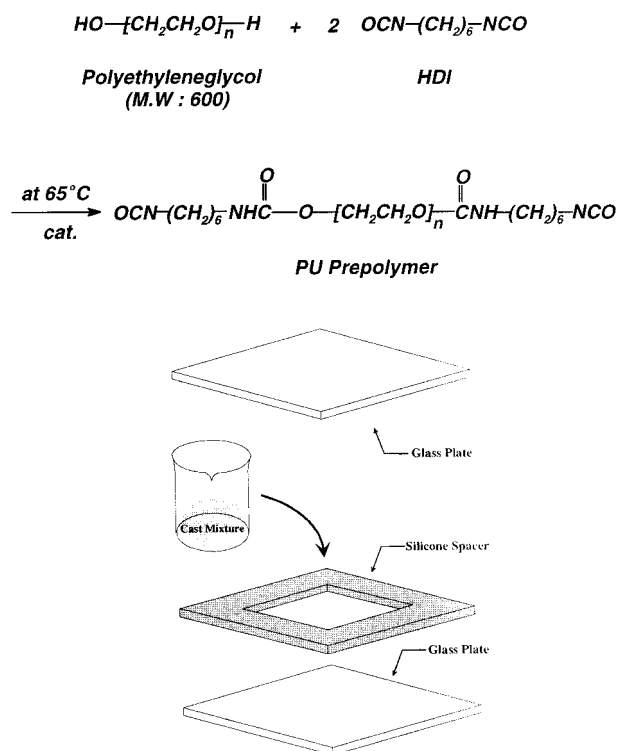 HO-[CH2CH2O]n-H + 2 OCN-(CH2)6-NCO
Polyethyleneglycol HDI
(M.W : 600)
at 65°C
cat.
O O
OCN-(CH2)6-NHC-O-[CH2CH2O]n-CNH-(CH2)6-NCO
PU Prepolymer
Glass Plate
Cast Mixture
Silicone Spacer
Glass Plate